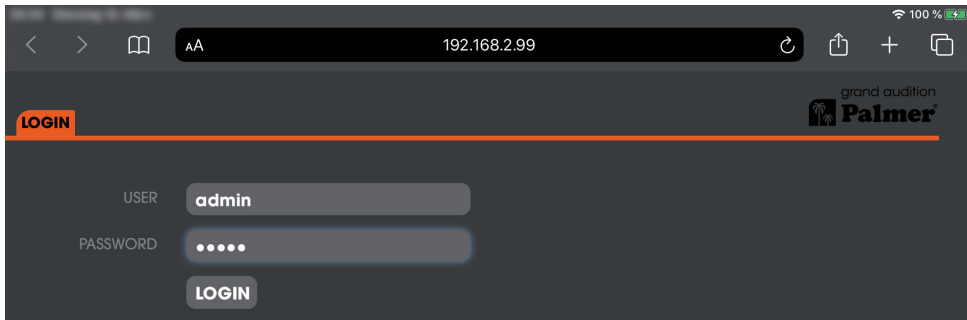 100 %
AA 192.168.2.99
grand audition
Palmer®
LOGIN
USER admin
PASSWORD •••••
LOGIN